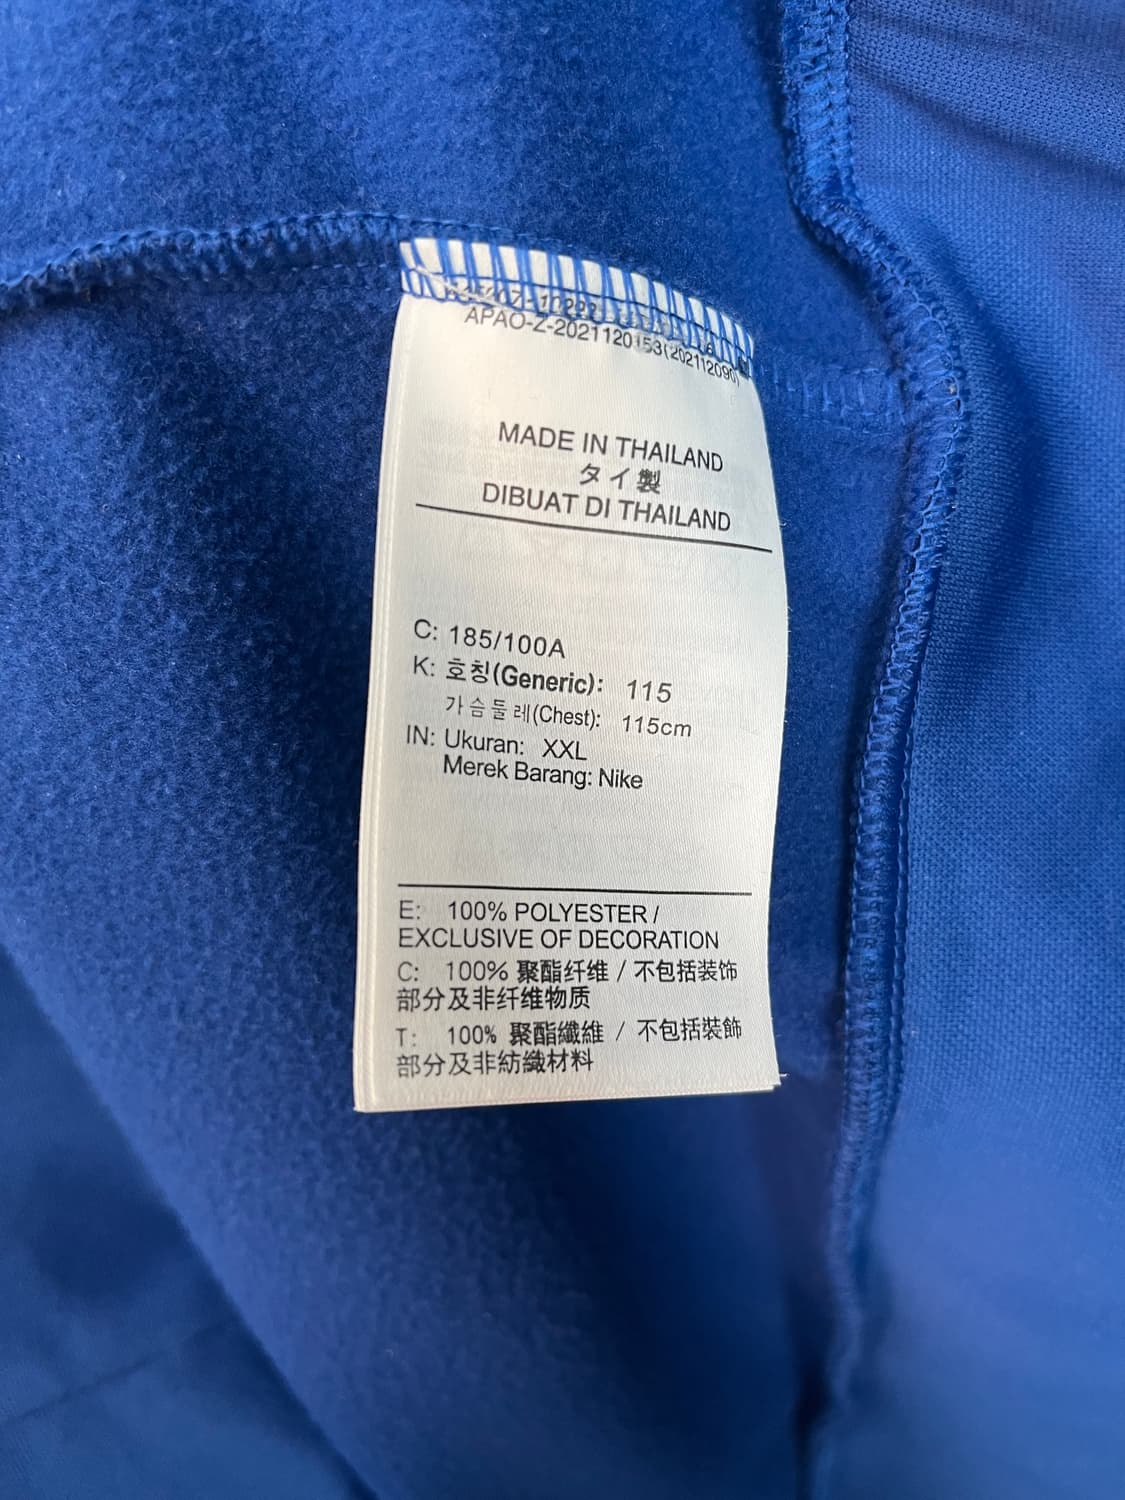 APAO-Z-2021120153(202112090)
MADE IN THAILAND
タイ製
DIBUAT DI THAILAND
C: 185/100A
K: 호칭(Generic): 115
가슴둘레(Chest): 115cm
IN: Ukuran: XXL
Merek Barang: Nike
E: 100% POLYESTER /
EXCLUSIVE OF DECORATION
C: 100% 聚酯纤维 / 不包括装饰
部分及非纤维物质
T: 100% 聚酯纖維 / 不包括裝飾
部分及非紡織材料